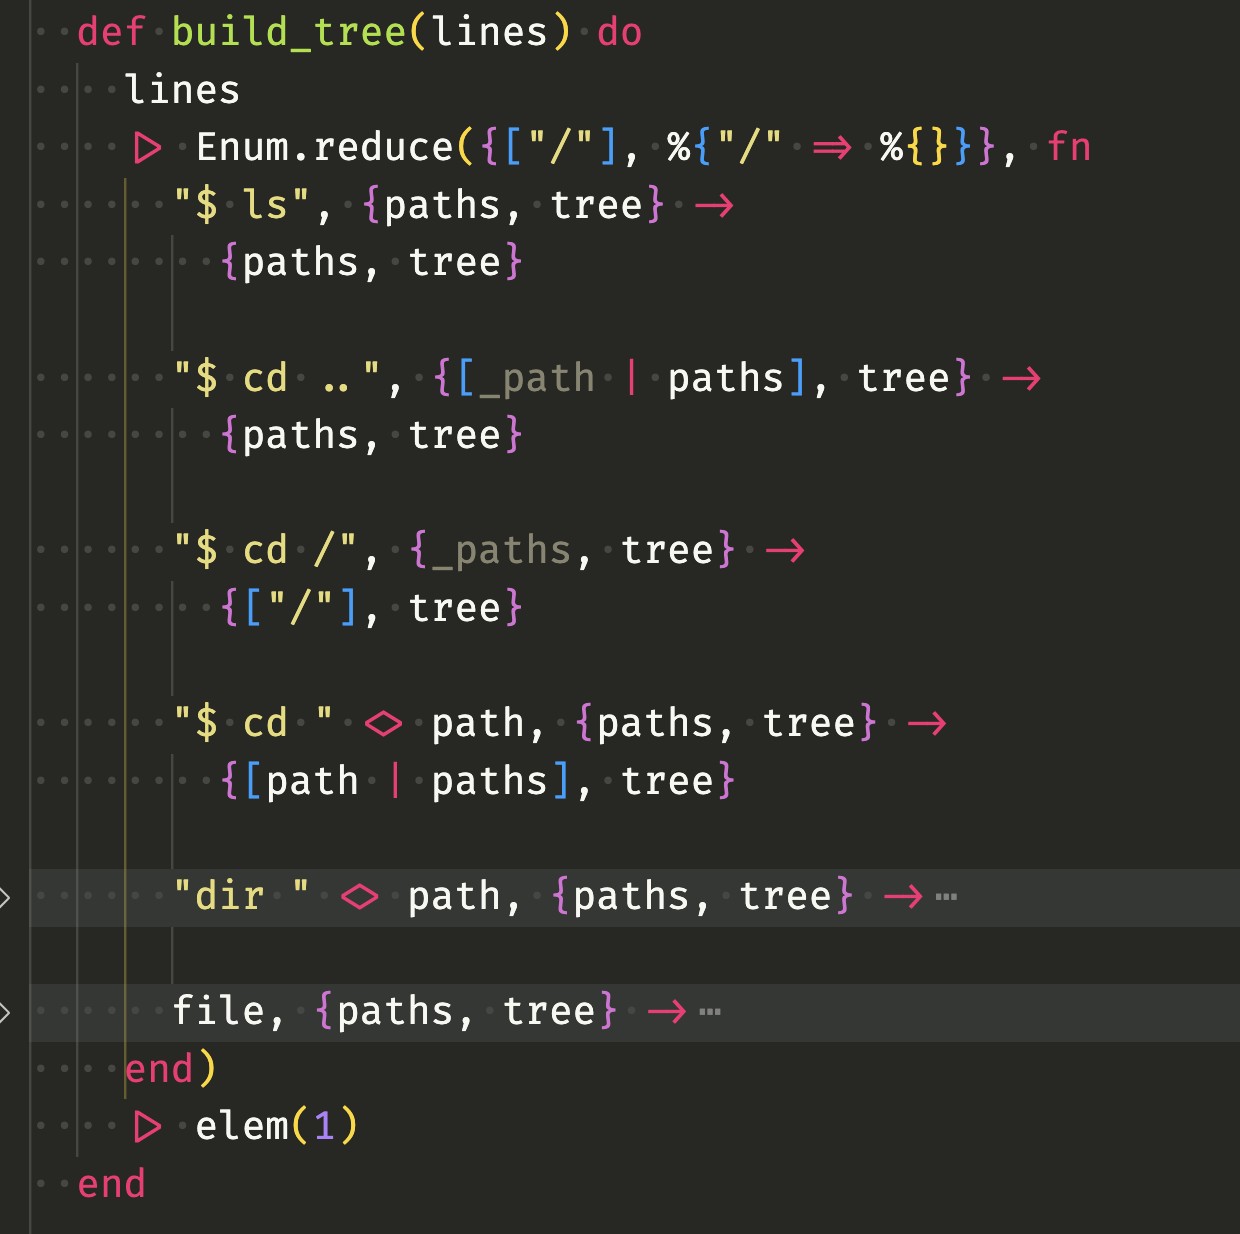 def build_tree(lines) do
lines
|> Enum.reduce({["/"], %{"/" => %{}}}, fn
"$ ls", {paths, tree} ->
{paths, tree}
"$ cd ..", {[_path | paths], tree} ->
{paths, tree}
"$ cd /", {_paths, tree} ->
{["/"], tree}
"$ cd " <> path, {paths, tree} ->
{[path | paths], tree}
"dir " <> path, {paths, tree} -> ⋯
file, {paths, tree} -> ⋯
end)
|> elem(1)
end